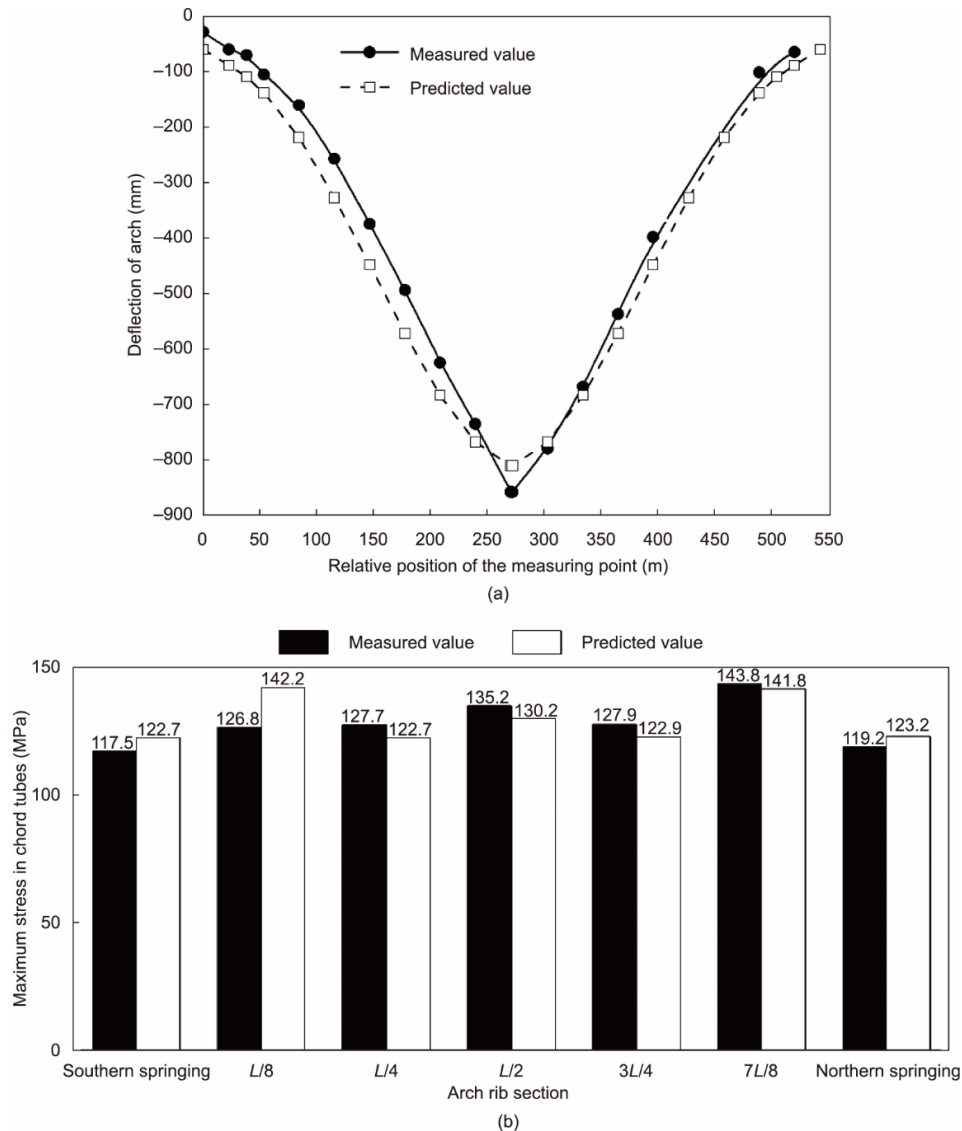 0
–100
–200
–300
–400
–500
–600
–700
–800
–900
Deflection of arch (mm)
Measured value
Predicted value
0 50 100 150 200 250 300 350 400 450 500 550
Relative position of the measuring point (m)
(a)
Measured value Predicted value
150
100
50
0
Maximum stress in chord tubes (MPa)
117.5 122.7 126.8 142.2 127.7 122.7 135.2 130.2 127.9 122.9 143.8 141.8 119.2 123.2
Southern springing L/8 L/4 L/2 3L/4 7L/8 Northern springing
Arch rib section
(b)